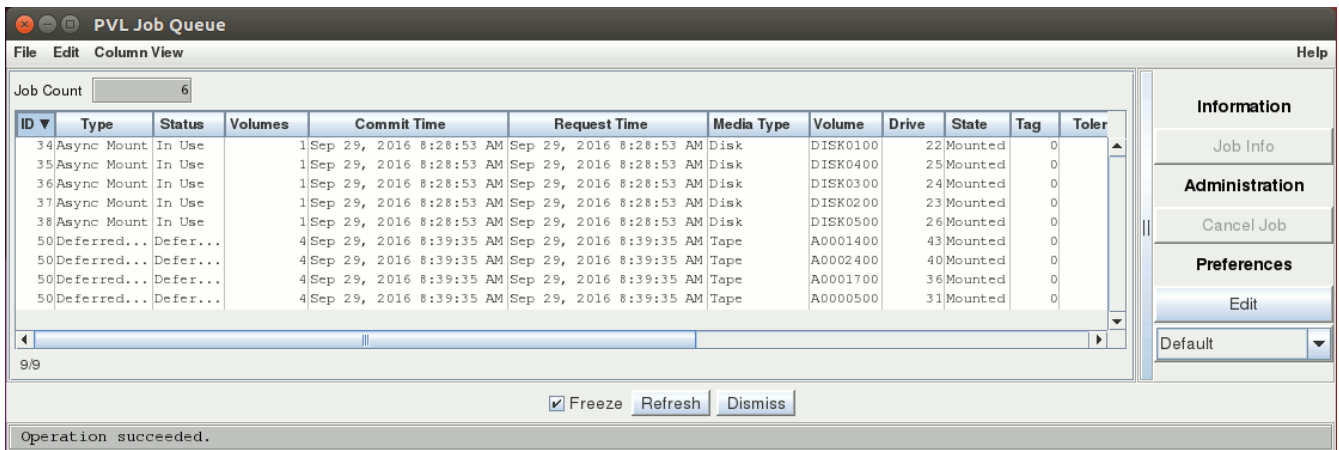 PVL Job Queue
File Edit Column View Help
Job Count 6
Information
ID ▼ Type Status Volumes Commit Time Request Time Media Type Volume Drive State Tag Toler
34 Async Mount In Use 1 Sep 29, 2016 8:28:53 AM Sep 29, 2016 8:28:53 AM Disk DISK0100 22 Mounted 0
Job Info
35 Async Mount In Use 1 Sep 29, 2016 8:28:53 AM Sep 29, 2016 8:28:53 AM Disk DISK0400 25 Mounted 0
36 Async Mount In Use 1 Sep 29, 2016 8:28:53 AM Sep 29, 2016 8:28:53 AM Disk DISK0300 24 Mounted 0
Administration
37 Async Mount In Use 1 Sep 29, 2016 8:28:53 AM Sep 29, 2016 8:28:53 AM Disk DISK0200 23 Mounted 0
38 Async Mount In Use 1 Sep 29, 2016 8:28:53 AM Sep 29, 2016 8:28:53 AM Disk DISK0500 26 Mounted 0
Cancel Job
50 Deferred... Defer... 4 Sep 29, 2016 8:39:35 AM Sep 29, 2016 8:39:35 AM Tape A0001400 43 Mounted 0
50 Deferred... Defer... 4 Sep 29, 2016 8:39:35 AM Sep 29, 2016 8:39:35 AM Tape A0002400 40 Mounted 0
Preferences
50 Deferred... Defer... 4 Sep 29, 2016 8:39:35 AM Sep 29, 2016 8:39:35 AM Tape A0001700 36 Mounted 0
50 Deferred... Defer... 4 Sep 29, 2016 8:39:35 AM Sep 29, 2016 8:39:35 AM Tape A0000500 31 Mounted 0
Edit
Default
9/9
Freeze Refresh Dismiss
Operation succeeded.